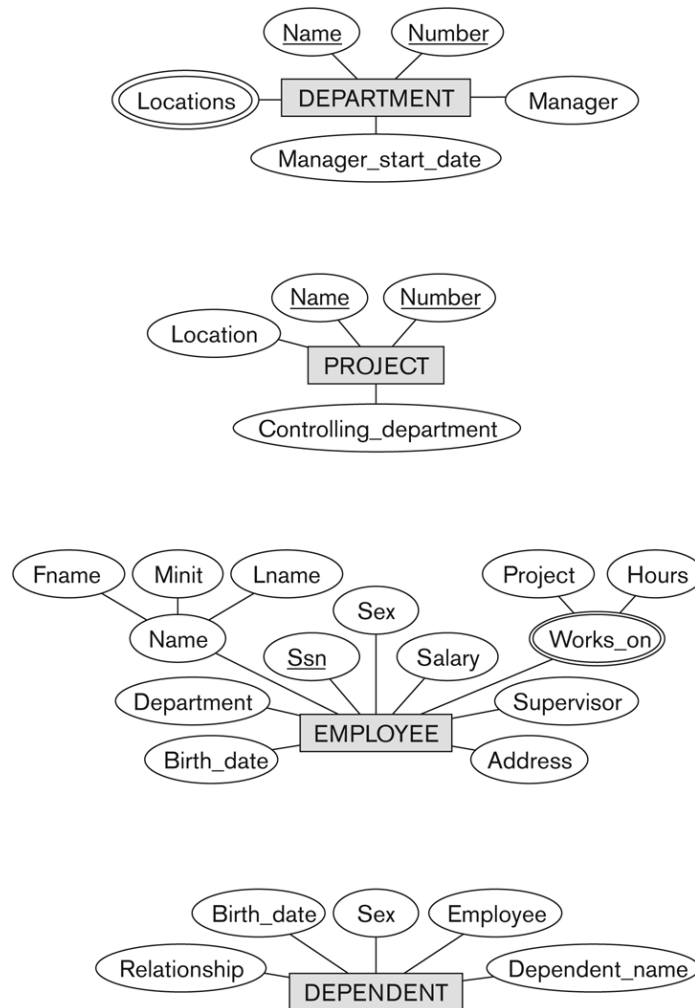 Name Number
Locations DEPARTMENT Manager
Manager_start_date
Name Number
Location
PROJECT
Controlling_department
Fname Minit Lname Project Hours
Sex
Name Works_on
Ssn Salary
Department Supervisor
EMPLOYEE
Birth_date Address
Birth_date Sex Employee
Relationship Dependent_name
DEPENDENT